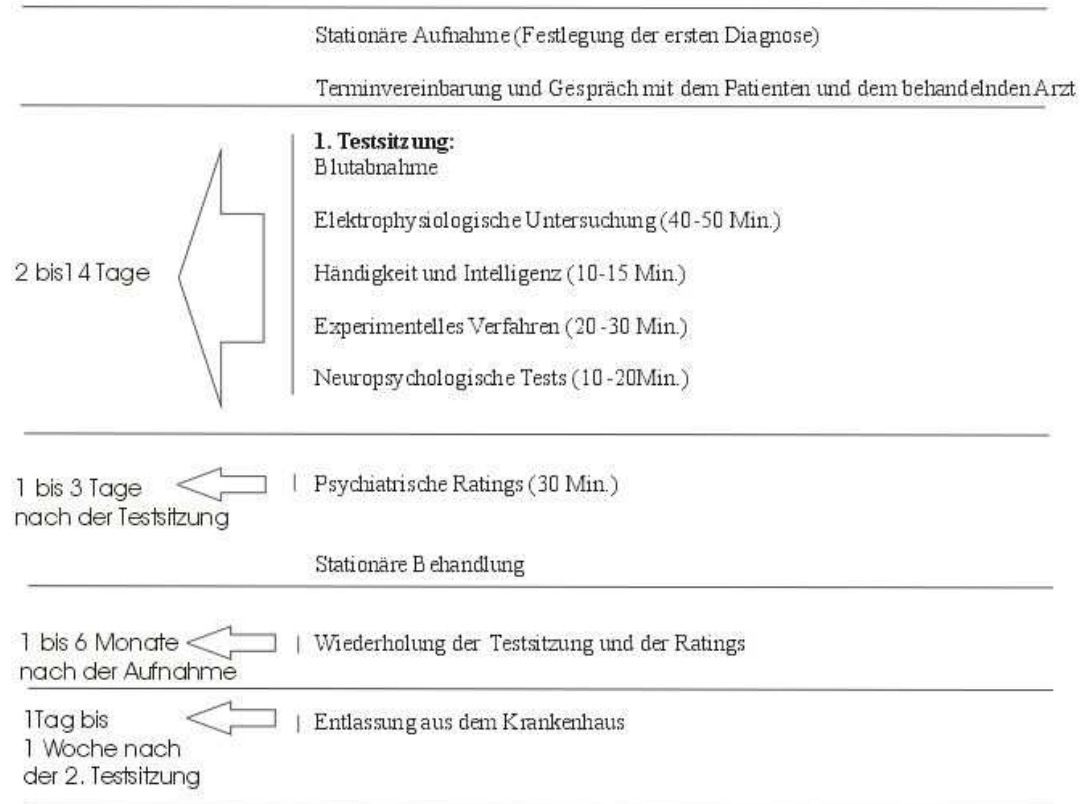 Stationäre Aufnahme (Festlegung der ersten Diagnose)
Terminvereinbarung und Gespräch mit dem Patienten und dem behandelnden Arzt
1. Testsitzung:
Blutabnahme
Elektrophysiologische Untersuchung (40-50 Min.)
2 bis14 Tage
Händigkeit und Intelligenz (10-15 Min.)
Experimentelles Verfahren (20-30 Min.)
Neuropsychologische Tests (10-20Min.)
1 bis 3 Tage
nach der Testsitzung
Psychiatrische Ratings (30 Min.)
Stationäre Behandlung
1 bis 6 Monate
nach der Aufnahme
Wiederholung der Testsitzung und der Ratings
1Tag bis
1 Woche nach
der 2. Testsitzung
Entlassung aus dem Krankenhaus